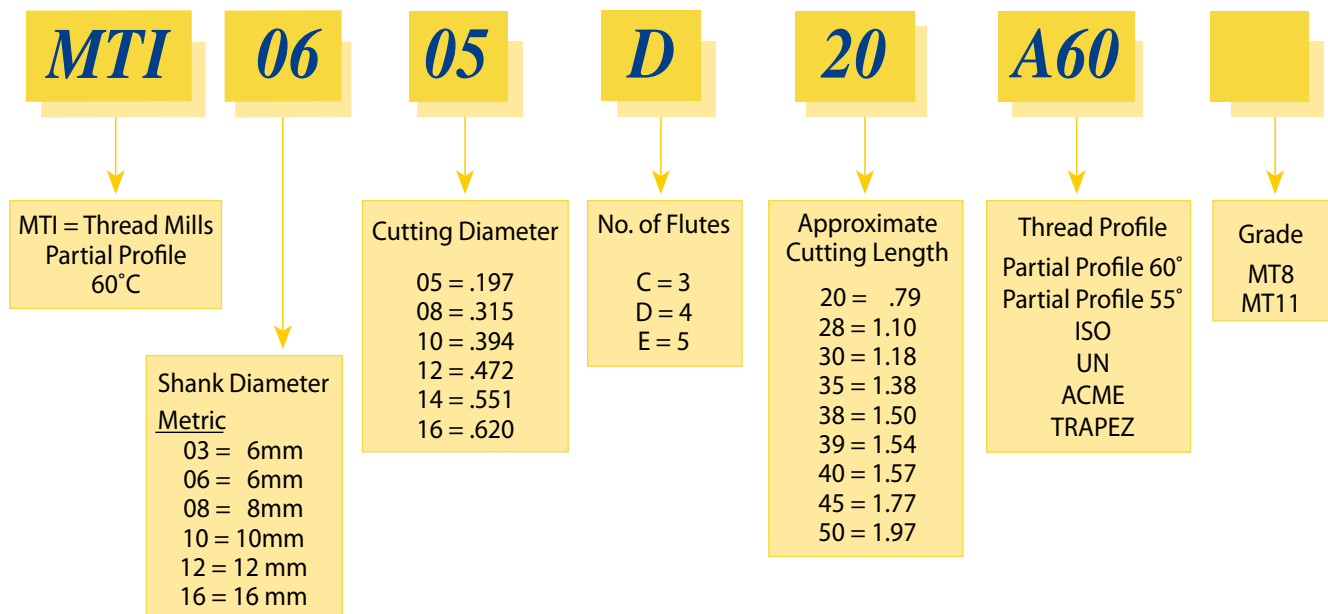 MTI 06 05 D 20 A60
MTI = Thread Mills
Partial Profile
60˚C
Shank Diameter
Metric
03 = 6mm
06 = 6mm
08 = 8mm
10 = 10mm
12 = 12 mm
16 = 16 mm
Cutting Diameter
05 = .197
08 = .315
10 = .394
12 = .472
14 = .551
16 = .620
No. of Flutes
C = 3
D = 4
E = 5
Approximate
Cutting Length
20 = .79
28 = 1.10
30 = 1.18
35 = 1.38
38 = 1.50
39 = 1.54
40 = 1.57
45 = 1.77
50 = 1.97
Thread Profile
Partial Profile 60˚
Partial Profile 55˚
ISO
UN
ACME
TRAPEZ
Grade
MT8
MT11